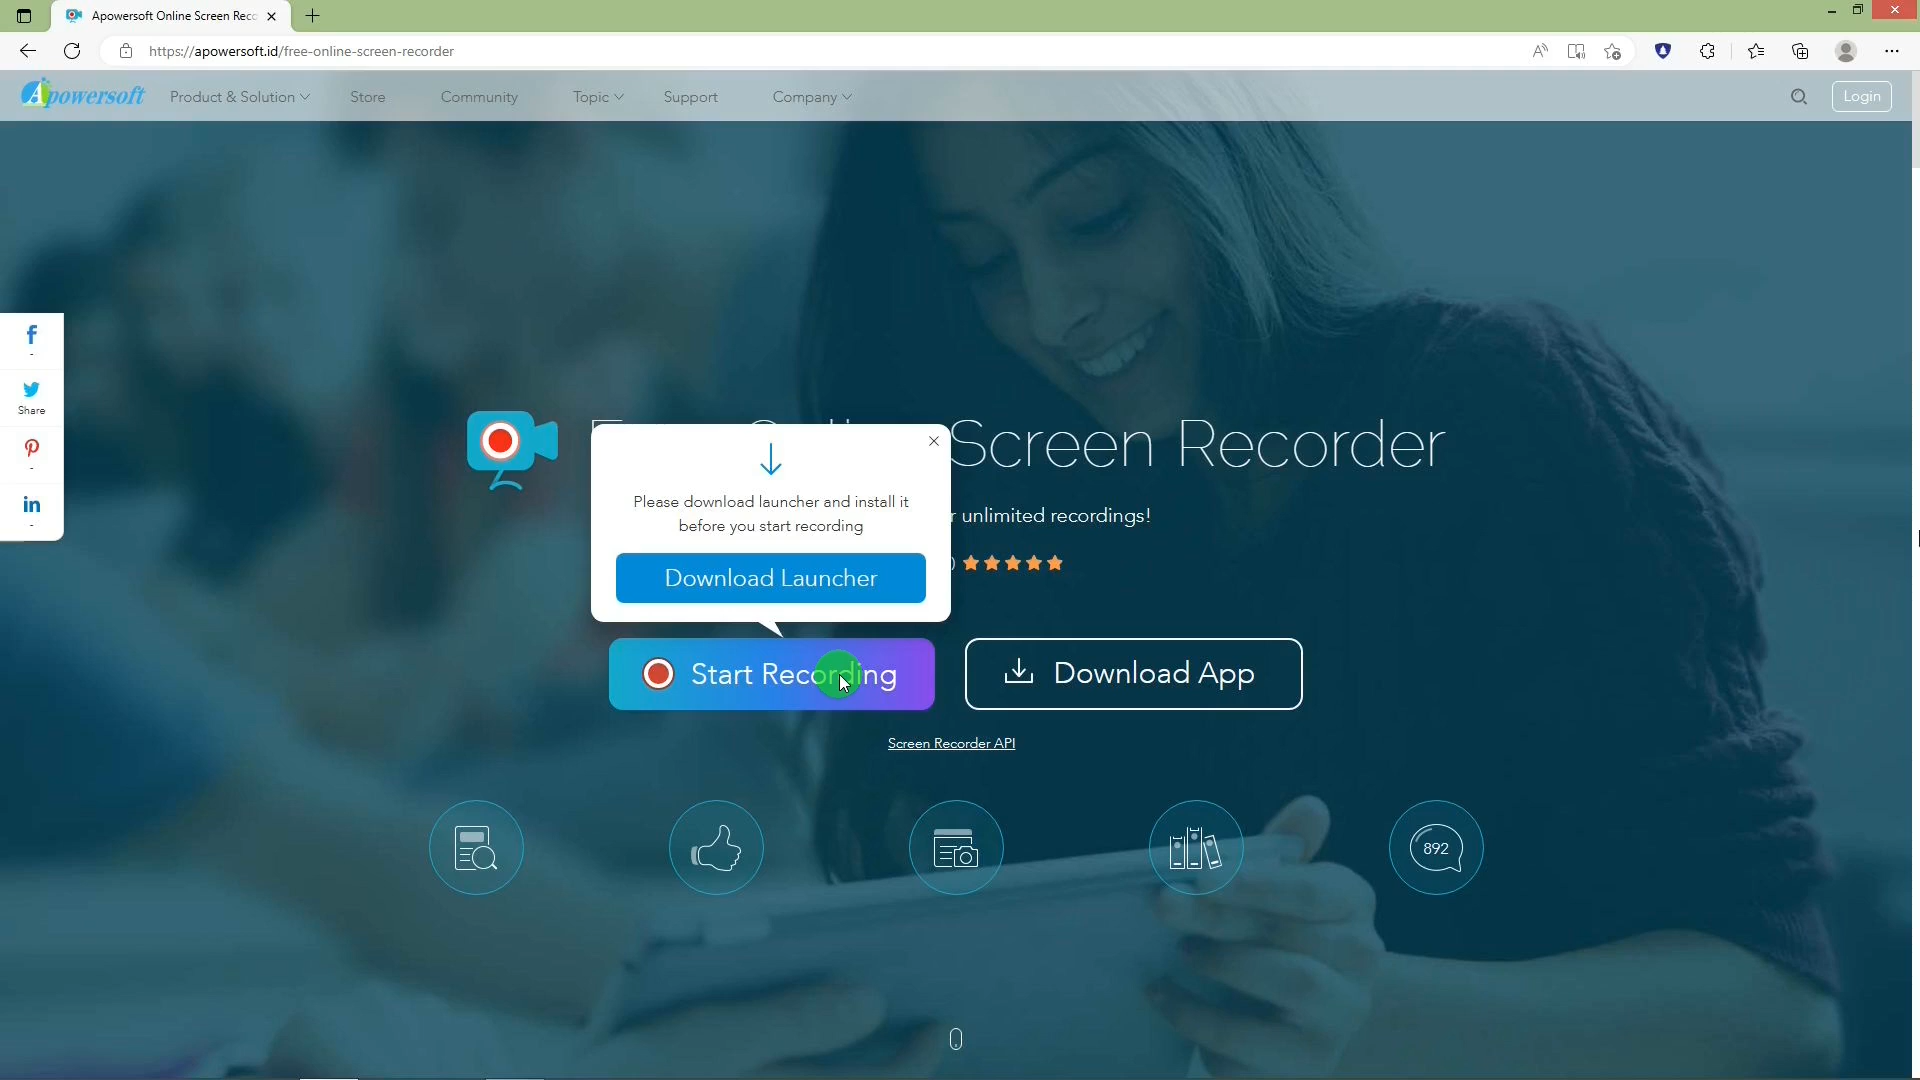 Apowersoft Online Screen Rec
https://apowersoft.id/free-online-screen-recorder
Apowersoft
Product & Solution
Store
Community
Topic
Support
Company
Login
Share
Screen Recorder
Please download launcher and install it
before you start recording
unlimited recordings!
Download Launcher
Start Recording
Download App
Screen Recorder API
892